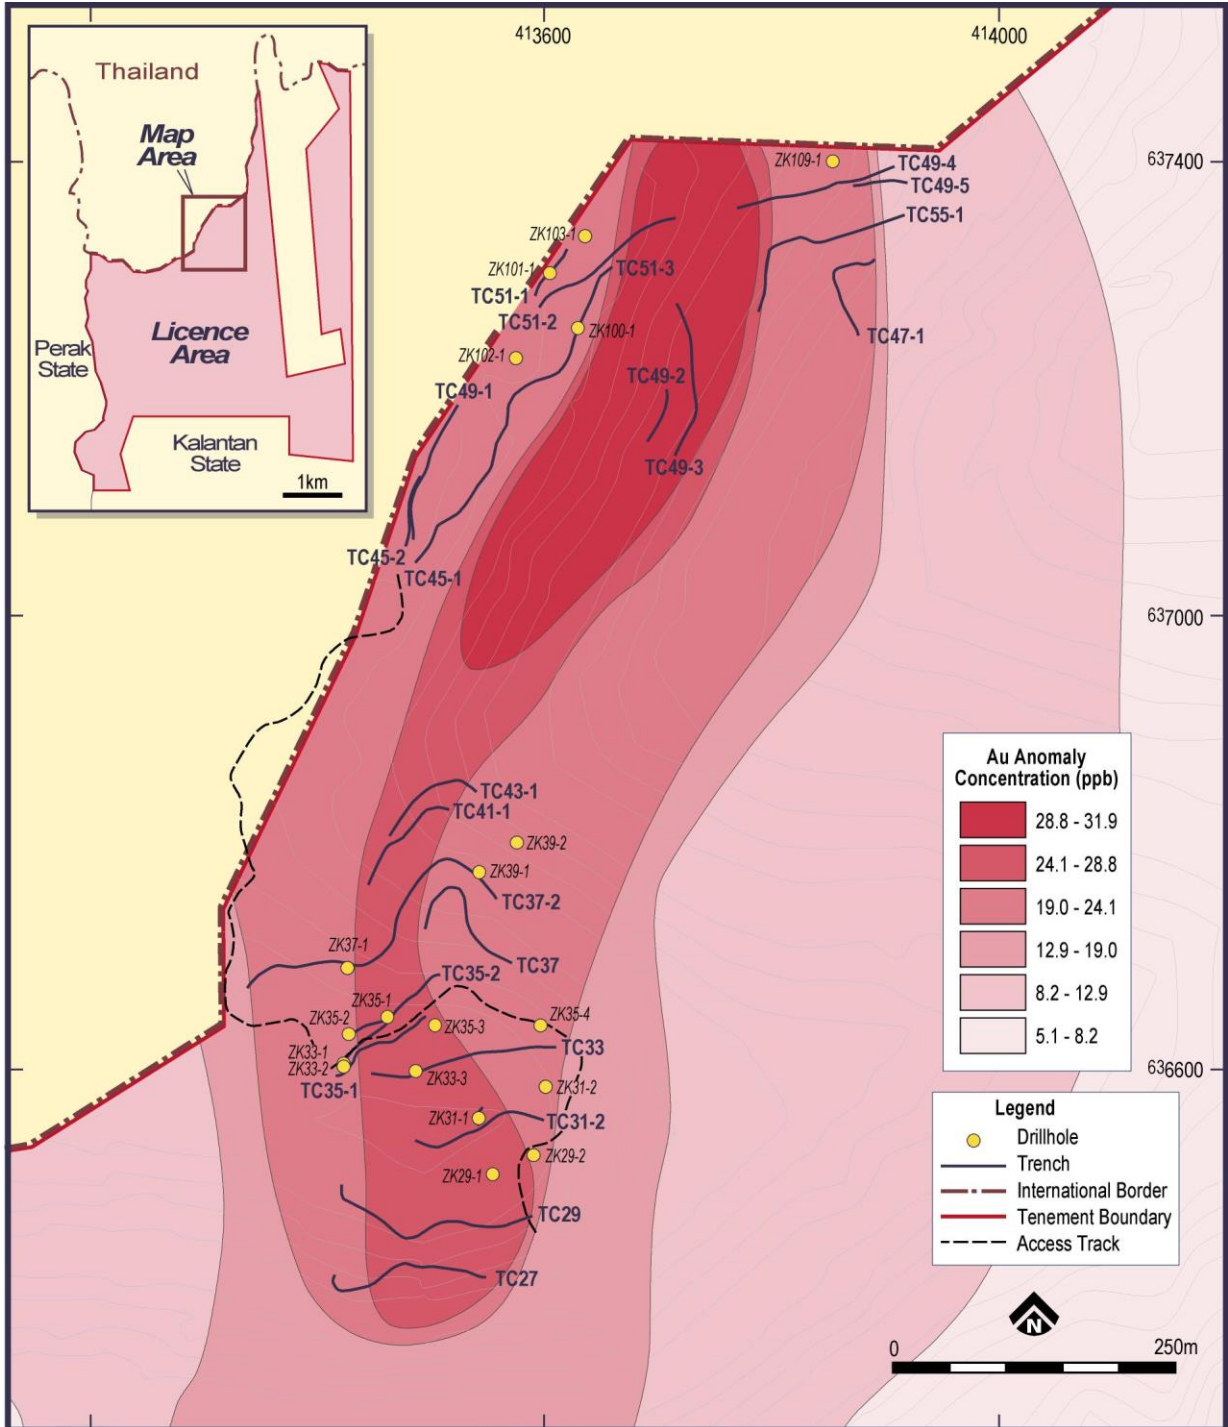 413600
414000
Thailand
Map
Area
Licence
Area
Perak
State
Kalantan
State
1km
637400
ZK109-1
TC49-4
TC49-5
TC55-1
ZK103-1
ZK101-1
TC51-3
TC51-1
TC51-2
ZK100-1
TC47-1
ZK102-1
TC49-1
TC49-2
TC49-3
TC45-2
TC45-1
637000
Au Anomaly
Concentration (ppb)
28.8 - 31.9
24.1 - 28.8
19.0 - 24.1
12.9 - 19.0
8.2 - 12.9
5.1 - 8.2
TC43-1
TC41-1
ZK39-2
ZK39-1
TC37-2
ZK37-1
TC37
TC35-2
ZK35-1
ZK35-2
ZK35-3
ZK35-4
ZK33-1
ZK33-2
TC35-1
TC33
ZK33-3
ZK31-2
636600
ZK31-1
TC31-2
ZK29-2
ZK29-1
TC29
TC27
Legend
Drillhole
Trench
International Border
Tenement Boundary
Access Track
N
0
250m